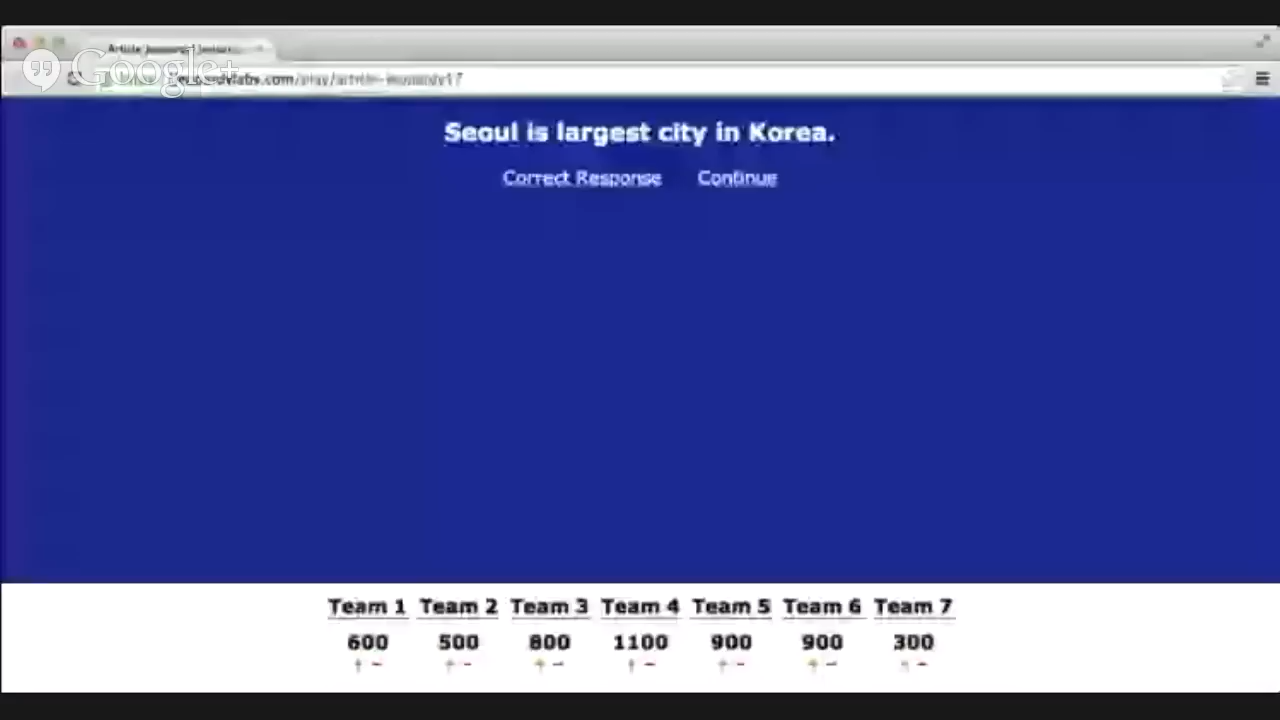 Google+
Seoul is largest city in Korea.
Correct Response Continue
Team 1 Team 2 Team 3 Team 4 Team 5 Team 6 Team 7
600 500 800 1100 900 900 300